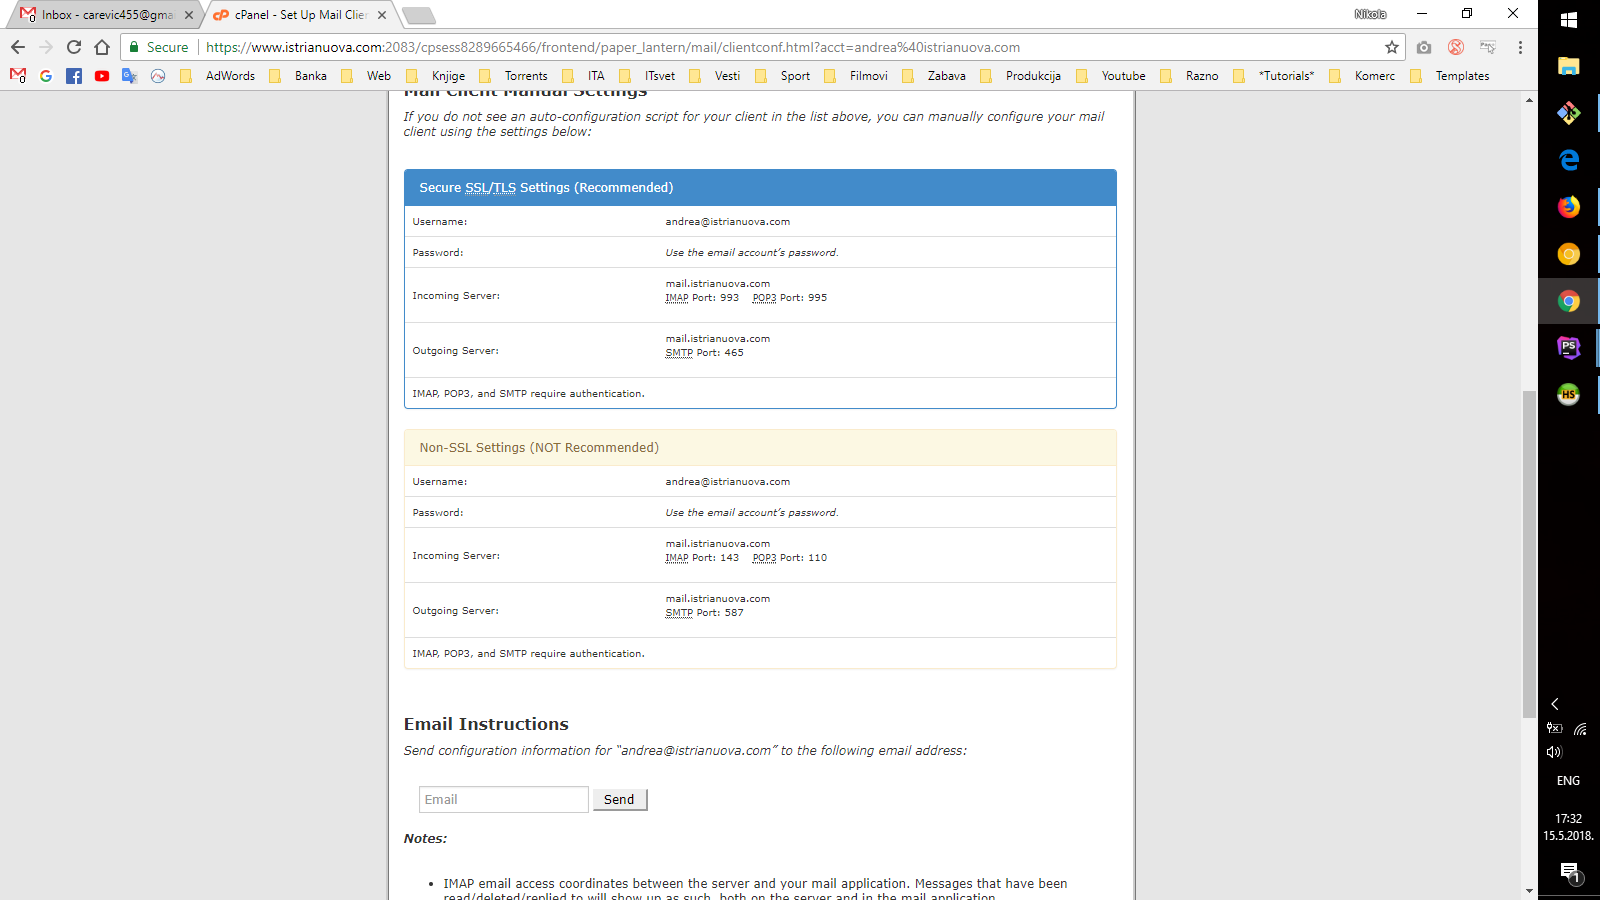 Inbox - carevic455@gma
cPanel - Set Up Mail Clie
Nikola
Secure
https://www.istrianuova.com:2083/cpsess8289665466/frontend/paper_lantern/mail/clientconf.html?acct=andrea%40istrianuova.com
AdWords Banka Web Knjige Torrents ITA ITsvet Vesti Sport Filmovi Zabava Produkcija Youtube Razno *Tutorials* Komerc Templates
Mail Client Manual Settings
If you do not see an auto-configuration script for your client in the list above, you can manually configure your mail
client using the settings below:
Secure SSL/TLS Settings (Recommended)
Username: andrea@istrianuova.com
Password: Use the email account’s password.
Incoming Server: mail.istrianuova.com
IMAP Port: 993 POP3 Port: 995
Outgoing Server: mail.istrianuova.com
SMTP Port: 465
IMAP, POP3, and SMTP require authentication.
Non-SSL Settings (NOT Recommended)
Username: andrea@istrianuova.com
Password: Use the email account’s password.
Incoming Server: mail.istrianuova.com
IMAP Port: 143 POP3 Port: 110
Outgoing Server: mail.istrianuova.com
SMTP Port: 587
IMAP, POP3, and SMTP require authentication.
Email Instructions
Send configuration information for “andrea@istrianuova.com” to the following email address:
Email
Send
Notes:
• IMAP email access coordinates between the server and your mail application. Messages that have been
read/deleted/replied to will show up as such, both on the server and in the mail application.
PS
HS
ENG
17:32
15.5.2018.
1